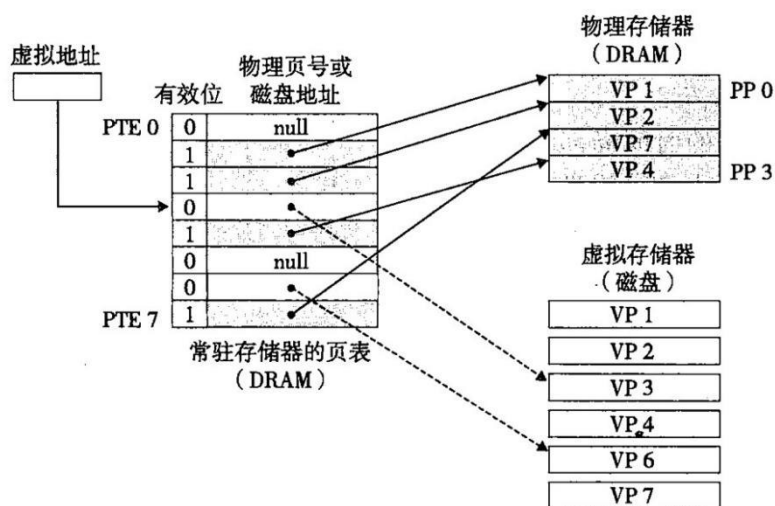 虚拟地址
物理页号或
磁盘地址
有效位
PTE 0
0 null
1
1
0
1
0 null
0
PTE 7
1
常驻存储器的页表
（DRAM）
物理存储器
（DRAM）
VP 1 PP 0
VP 2
VP 7
VP 4 PP 3
虚拟存储器
（磁盘）
VP 1
VP 2
VP 3
VP 4
VP 6
VP 7